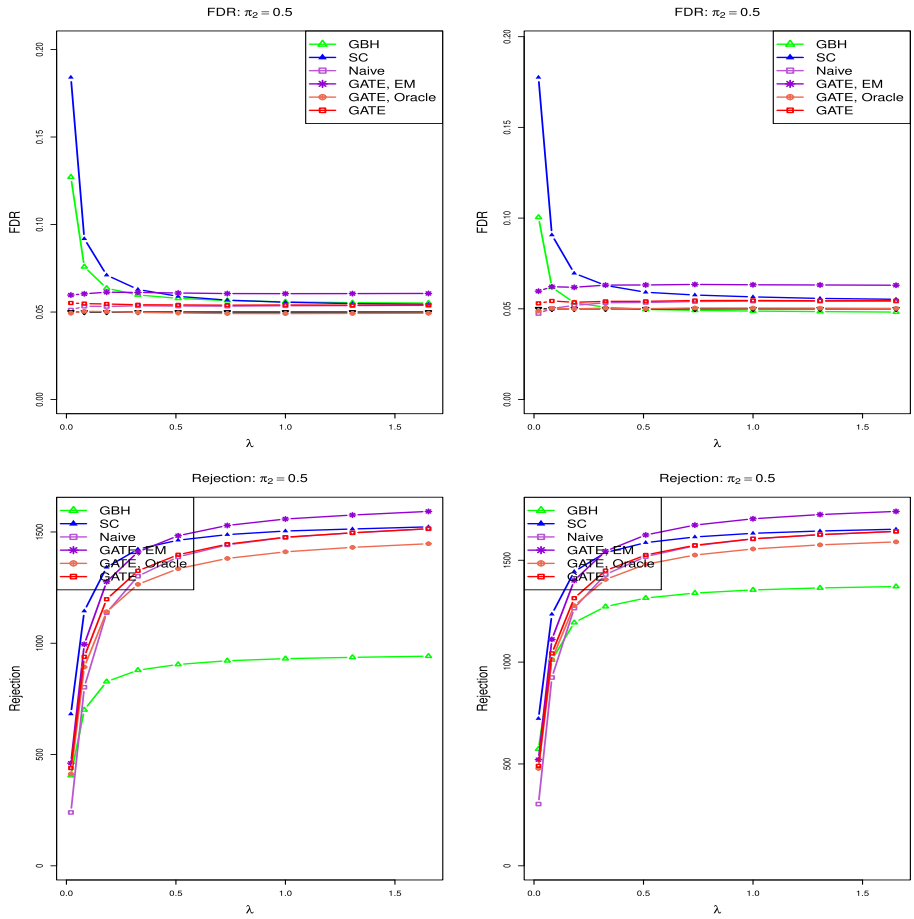 FDR: π₂ = 0.5
0.20
0.15
0.10
0.05
0.00
FDR
GBH
SC
Naive
GATE, EM
GATE, Oracle
GATE
0.0 0.5 1.0 1.5
λ
FDR: π₂ = 0.5
0.20
0.15
0.10
0.05
0.00
FDR
GBH
SC
Naive
GATE, EM
GATE, Oracle
GATE
0.0 0.5 1.0 1.5
λ
Rejection: π₂ = 0.5
1500
1000
500
0
Rejection
GBH
SC
Naive
GATE, EM
GATE, Oracle
GATE
0.0 0.5 1.0 1.5
λ
Rejection: π₂ = 0.5
1500
1000
500
0
Rejection
GBH
SC
Naive
GATE, EM
GATE, Oracle
GATE
0.0 0.5 1.0 1.5
λ